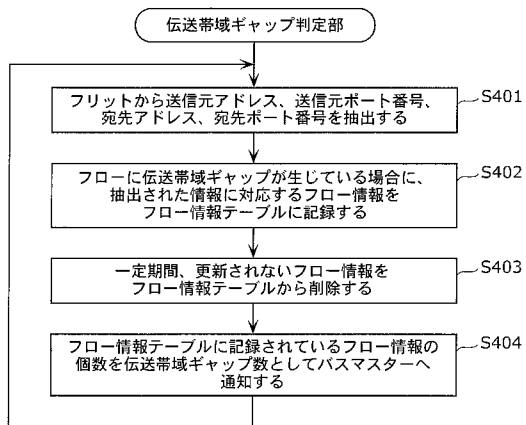 伝送帯域ギャップ判定部
フリットから送信元アドレス、送信元ポート番号、
宛先アドレス、宛先ポート番号を抽出する
S401
フローに伝送帯域ギャップが生じている場合に、
抽出された情報に対応するフロー情報を
フロー情報テーブルに記録する
S402
一定期間、更新されないフロー情報を
フロー情報テーブルから削除する
S403
フロー情報テーブルに記録されているフロー情報の
個数を伝送帯域ギャップ数としてバスマスターへ
通知する
S404